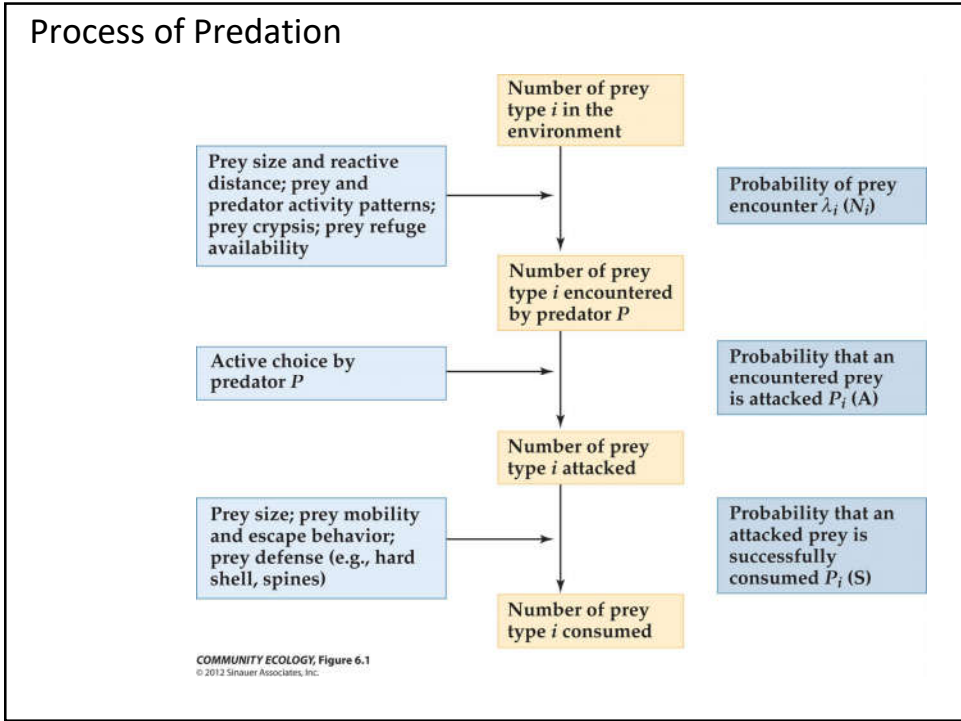 Process of Predation
Number of prey
type i in the
environment
Prey size and reactive
distance; prey and
predator activity patterns;
prey crypsis; prey refuge
availability
Probability of prey
encounter λᵢ (Nᵢ)
Number of prey
type i encountered
by predator P
Active choice by
predator P
Probability that an
encountered prey
is attacked Pᵢ (A)
Number of prey
type i attacked
Prey size; prey mobility
and escape behavior;
prey defense (e.g., hard
shell, spines)
Probability that an
attacked prey is
successfully
consumed Pᵢ (S)
Number of prey
type i consumed
COMMUNITY ECOLOGY, Figure 6.1
© 2012 Sinauer Associates, Inc.